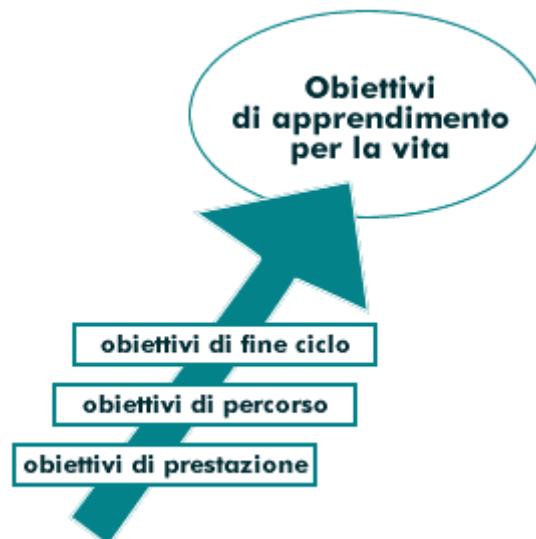 Obiettivi
di apprendimento
per la vita
obiettivi di fine ciclo
obiettivi di percorso
obiettivi di prestazione